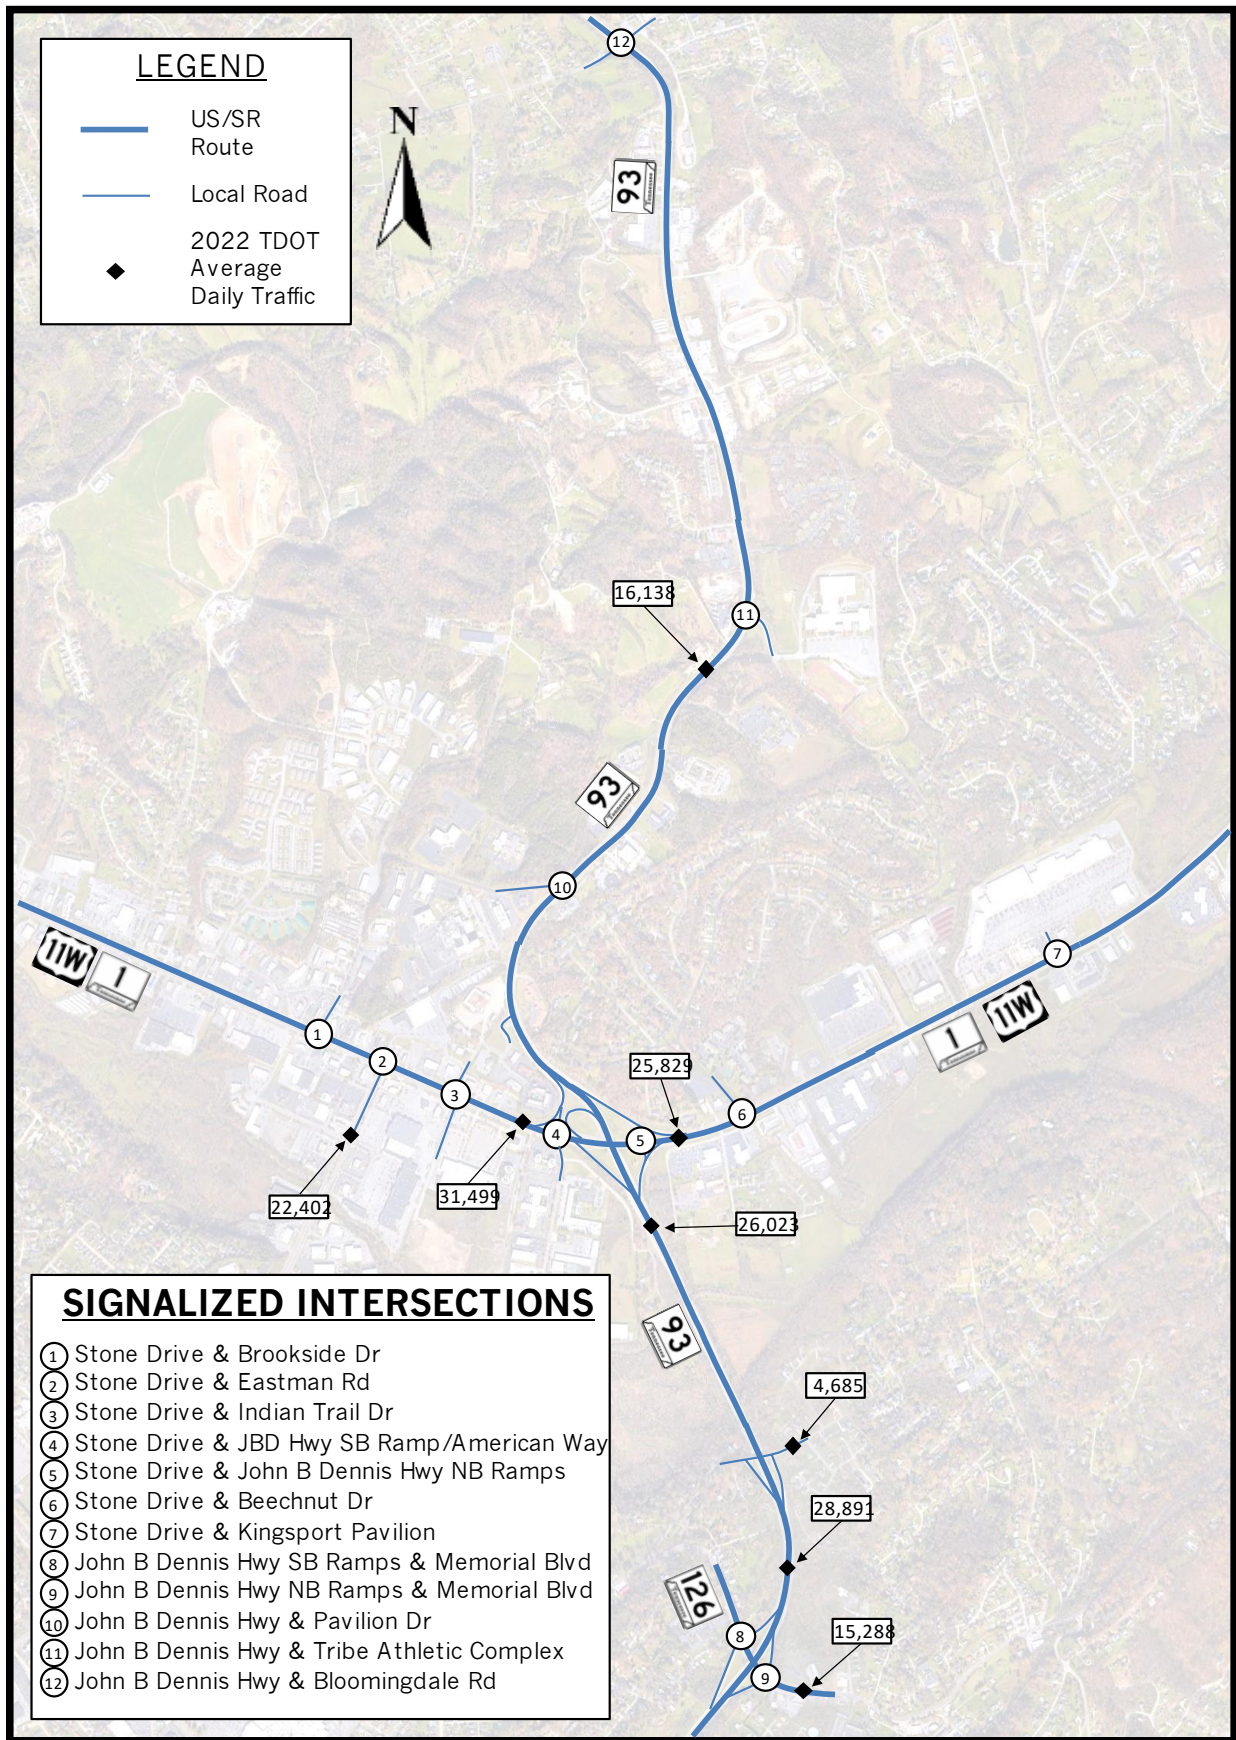 12
LEGEND
US/SR
Route
Local Road
2022 TDOT
Average
Daily Traffic
N
93
16,138
11
93
10
11W
1
7
1
11W
1
2
3
25,829
6
4
5
22,402
31,499
26,023
93
4,685
28,891
126
8
15,288
9
SIGNALIZED INTERSECTIONS
1 Stone Drive & Brookside Dr
2 Stone Drive & Eastman Rd
3 Stone Drive & Indian Trail Dr
4 Stone Drive & JBD Hwy SB Ramp/American Way
5 Stone Drive & John B Dennis Hwy NB Ramps
6 Stone Drive & Beechnut Dr
7 Stone Drive & Kingsport Pavilion
8 John B Dennis Hwy SB Ramps & Memorial Blvd
9 John B Dennis Hwy NB Ramps & Memorial Blvd
10 John B Dennis Hwy & Pavilion Dr
11 John B Dennis Hwy & Tribe Athletic Complex
12 John B Dennis Hwy & Bloomingdale Rd